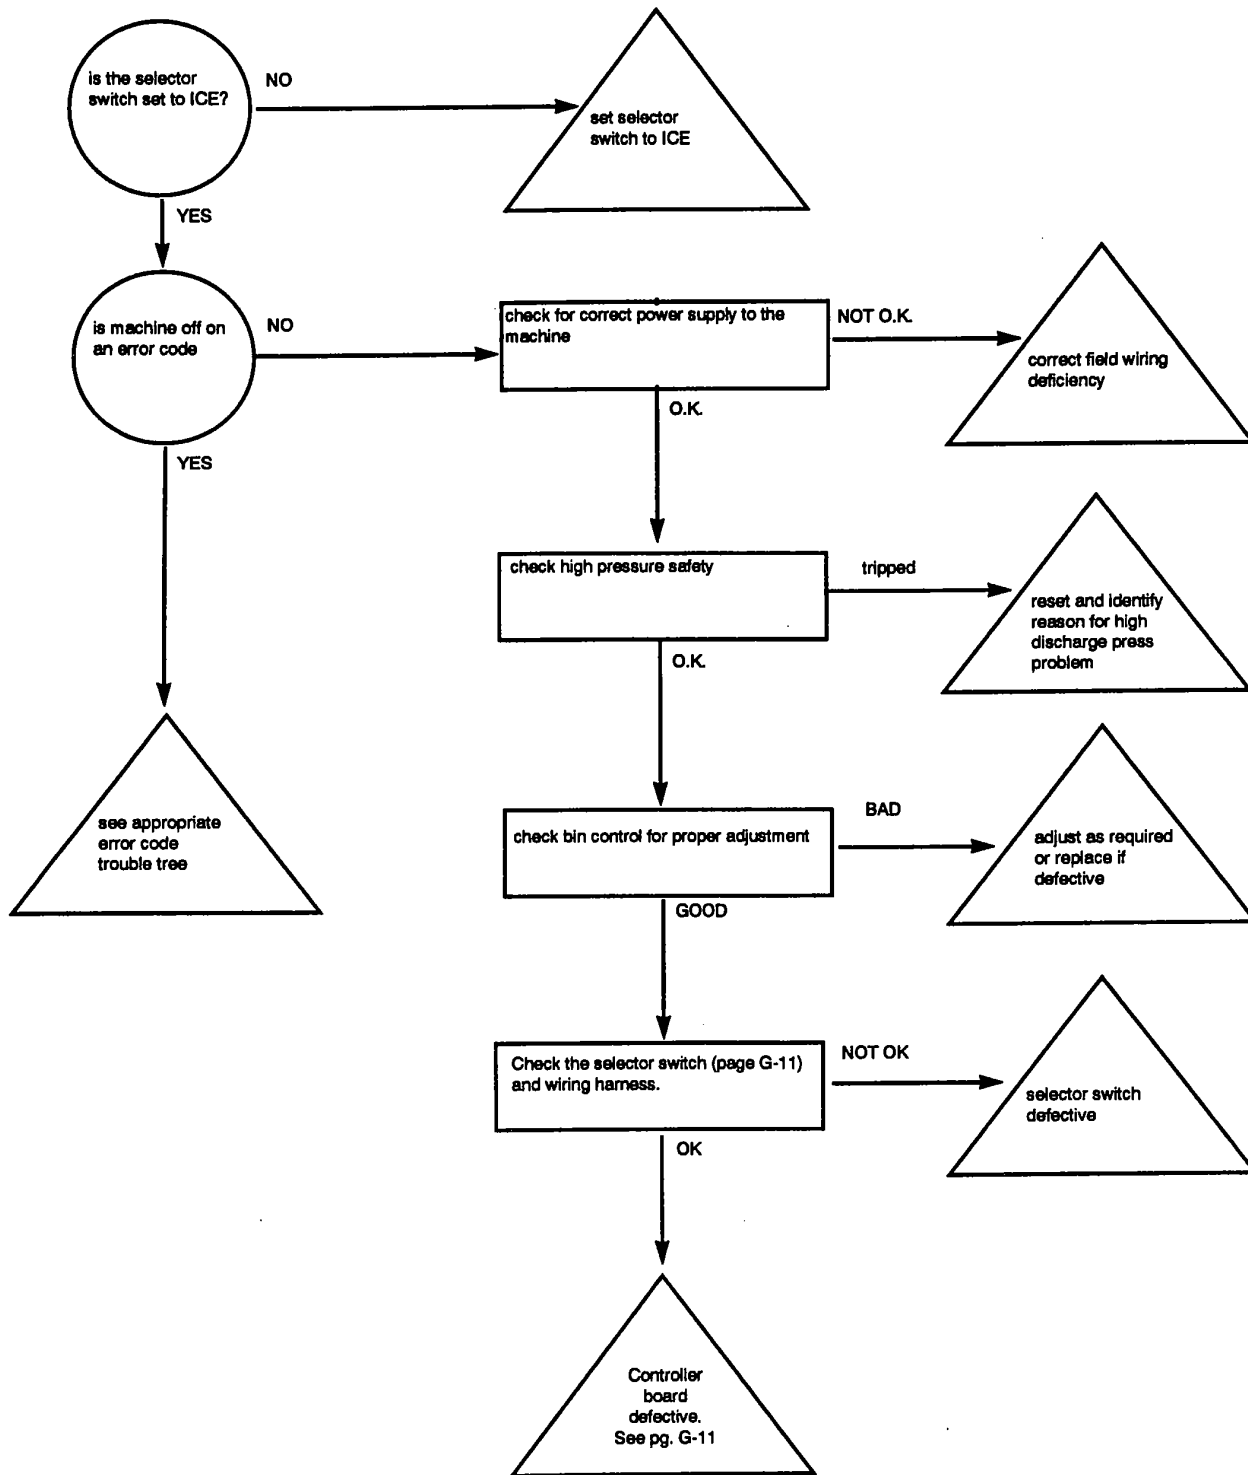 is the selector
switch set to ICE?
NO
set selector
switch to ICE
YES
is machine off on
an error code
NO
check for correct power supply to the
machine
NOT O.K.
correct field wiring
deficiency
O.K.
YES
check high pressure safety
tripped
reset and identify
reason for high
discharge press
problem
O.K.
see appropriate
error code
trouble tree
check bin control for proper adjustment
BAD
adjust as required
or replace if
defective
GOOD
Check the selector switch (page G-11)
and wiring harness.
NOT OK
selector switch
defective
OK
Controller
board
defective.
See pg. G-11